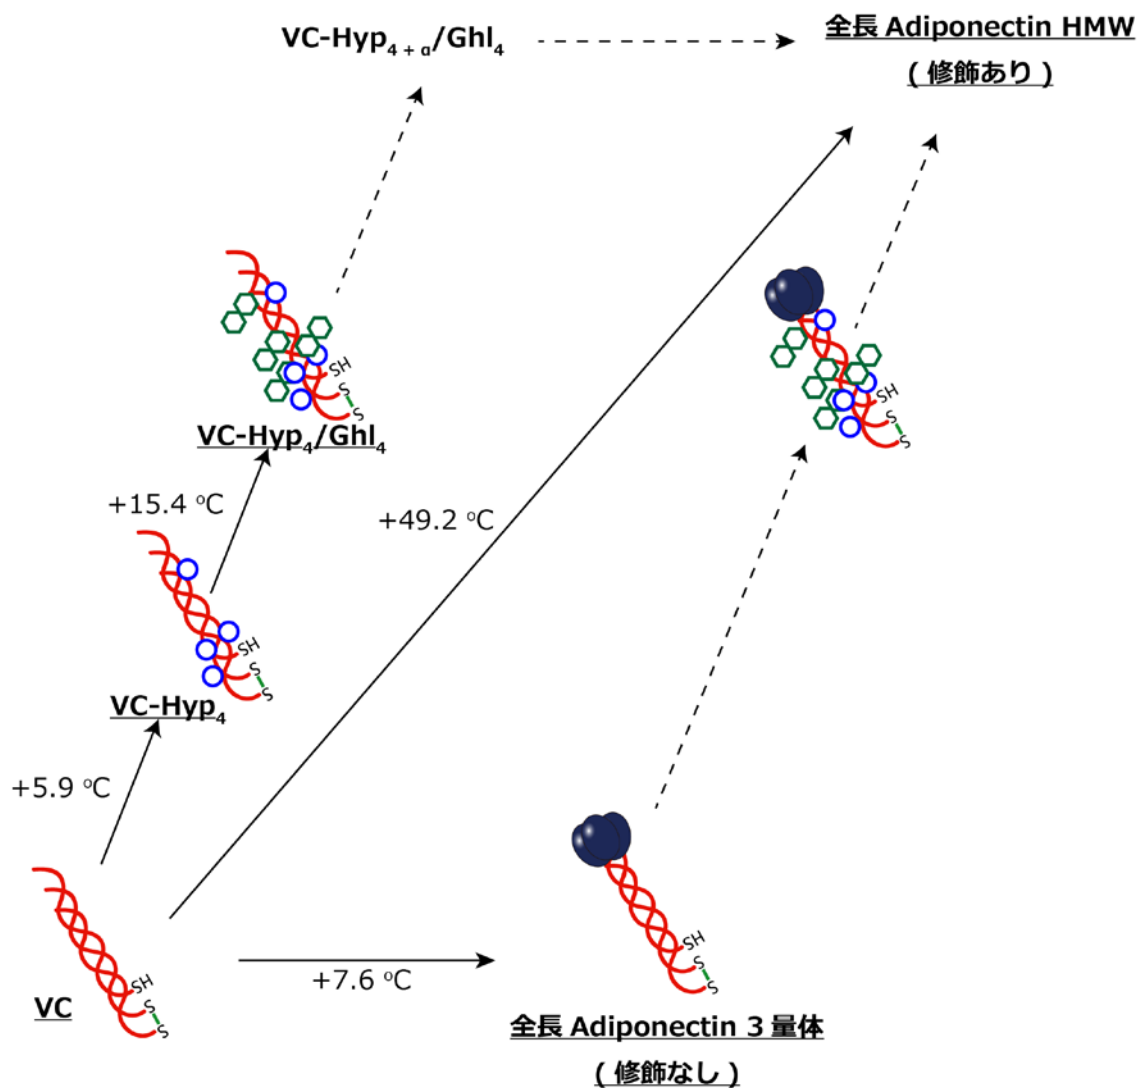 VC-Hyp4 + α/Ghl4
全長 Adiponectin HMW
( 修飾あり )
SH
S
S
VC-Hyp4/Ghl4
SH
S
S
+15.4 ºC
+49.2 ºC
SH
S
S
VC-Hyp4
+5.9 ºC
SH
S
S
VC
+7.6 ºC
SH
S
S
全長 Adiponectin 3 量体
( 修飾なし )